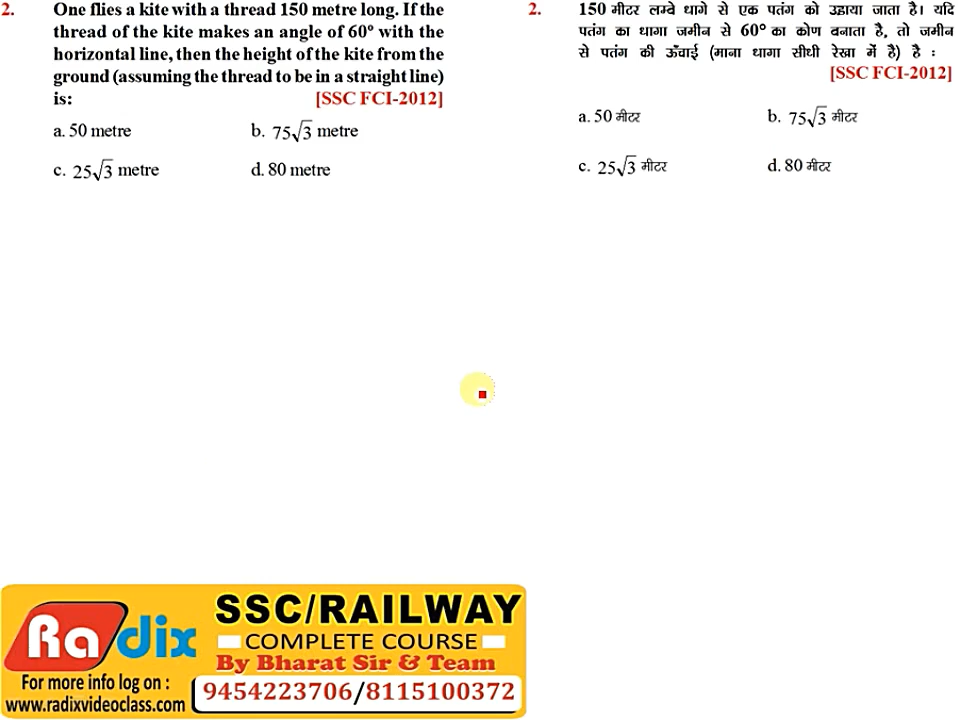 2. One flies a kite with a thread 150 metre long. If the
thread of the kite makes an angle of 60º with the
horizontal line, then the height of the kite from the
ground (assuming the thread to be in a straight line)
is: [SSC FCI-2012]
a. 50 metre b. 75√3 metre
c. 25√3 metre d. 80 metre
2. 150 मीटर लम्बे धागे से एक पतंग को उड़ाया जाता है। यदि
पतंग का धागा जमीन से 60º का कोण बनाता है, तो जमीन
से पतंग की ऊँचाई (माना धागा सीधी रेखा में है) है :
[SSC FCI-2012]
a. 50 मीटर b. 75√3 मीटर
c. 25√3 मीटर d. 80 मीटर
Radix
For more info log on :
www.radixvideoclass.com
SSC/RAILWAY
COMPLETE COURSE
By Bharat Sir & Team
9454223706/8115100372